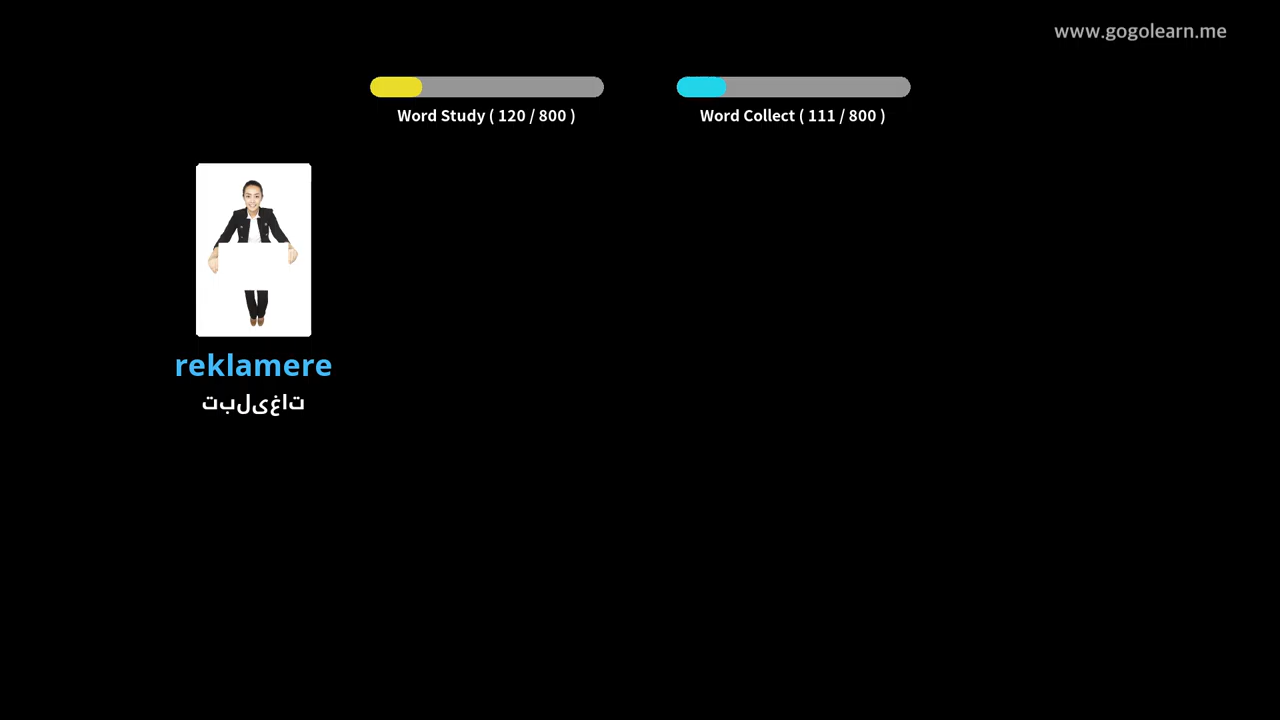 www.gogolearn.me
Word Study ( 120 / 800 )
Word Collect ( 111 / 800 )
reklamere
تبلیغات